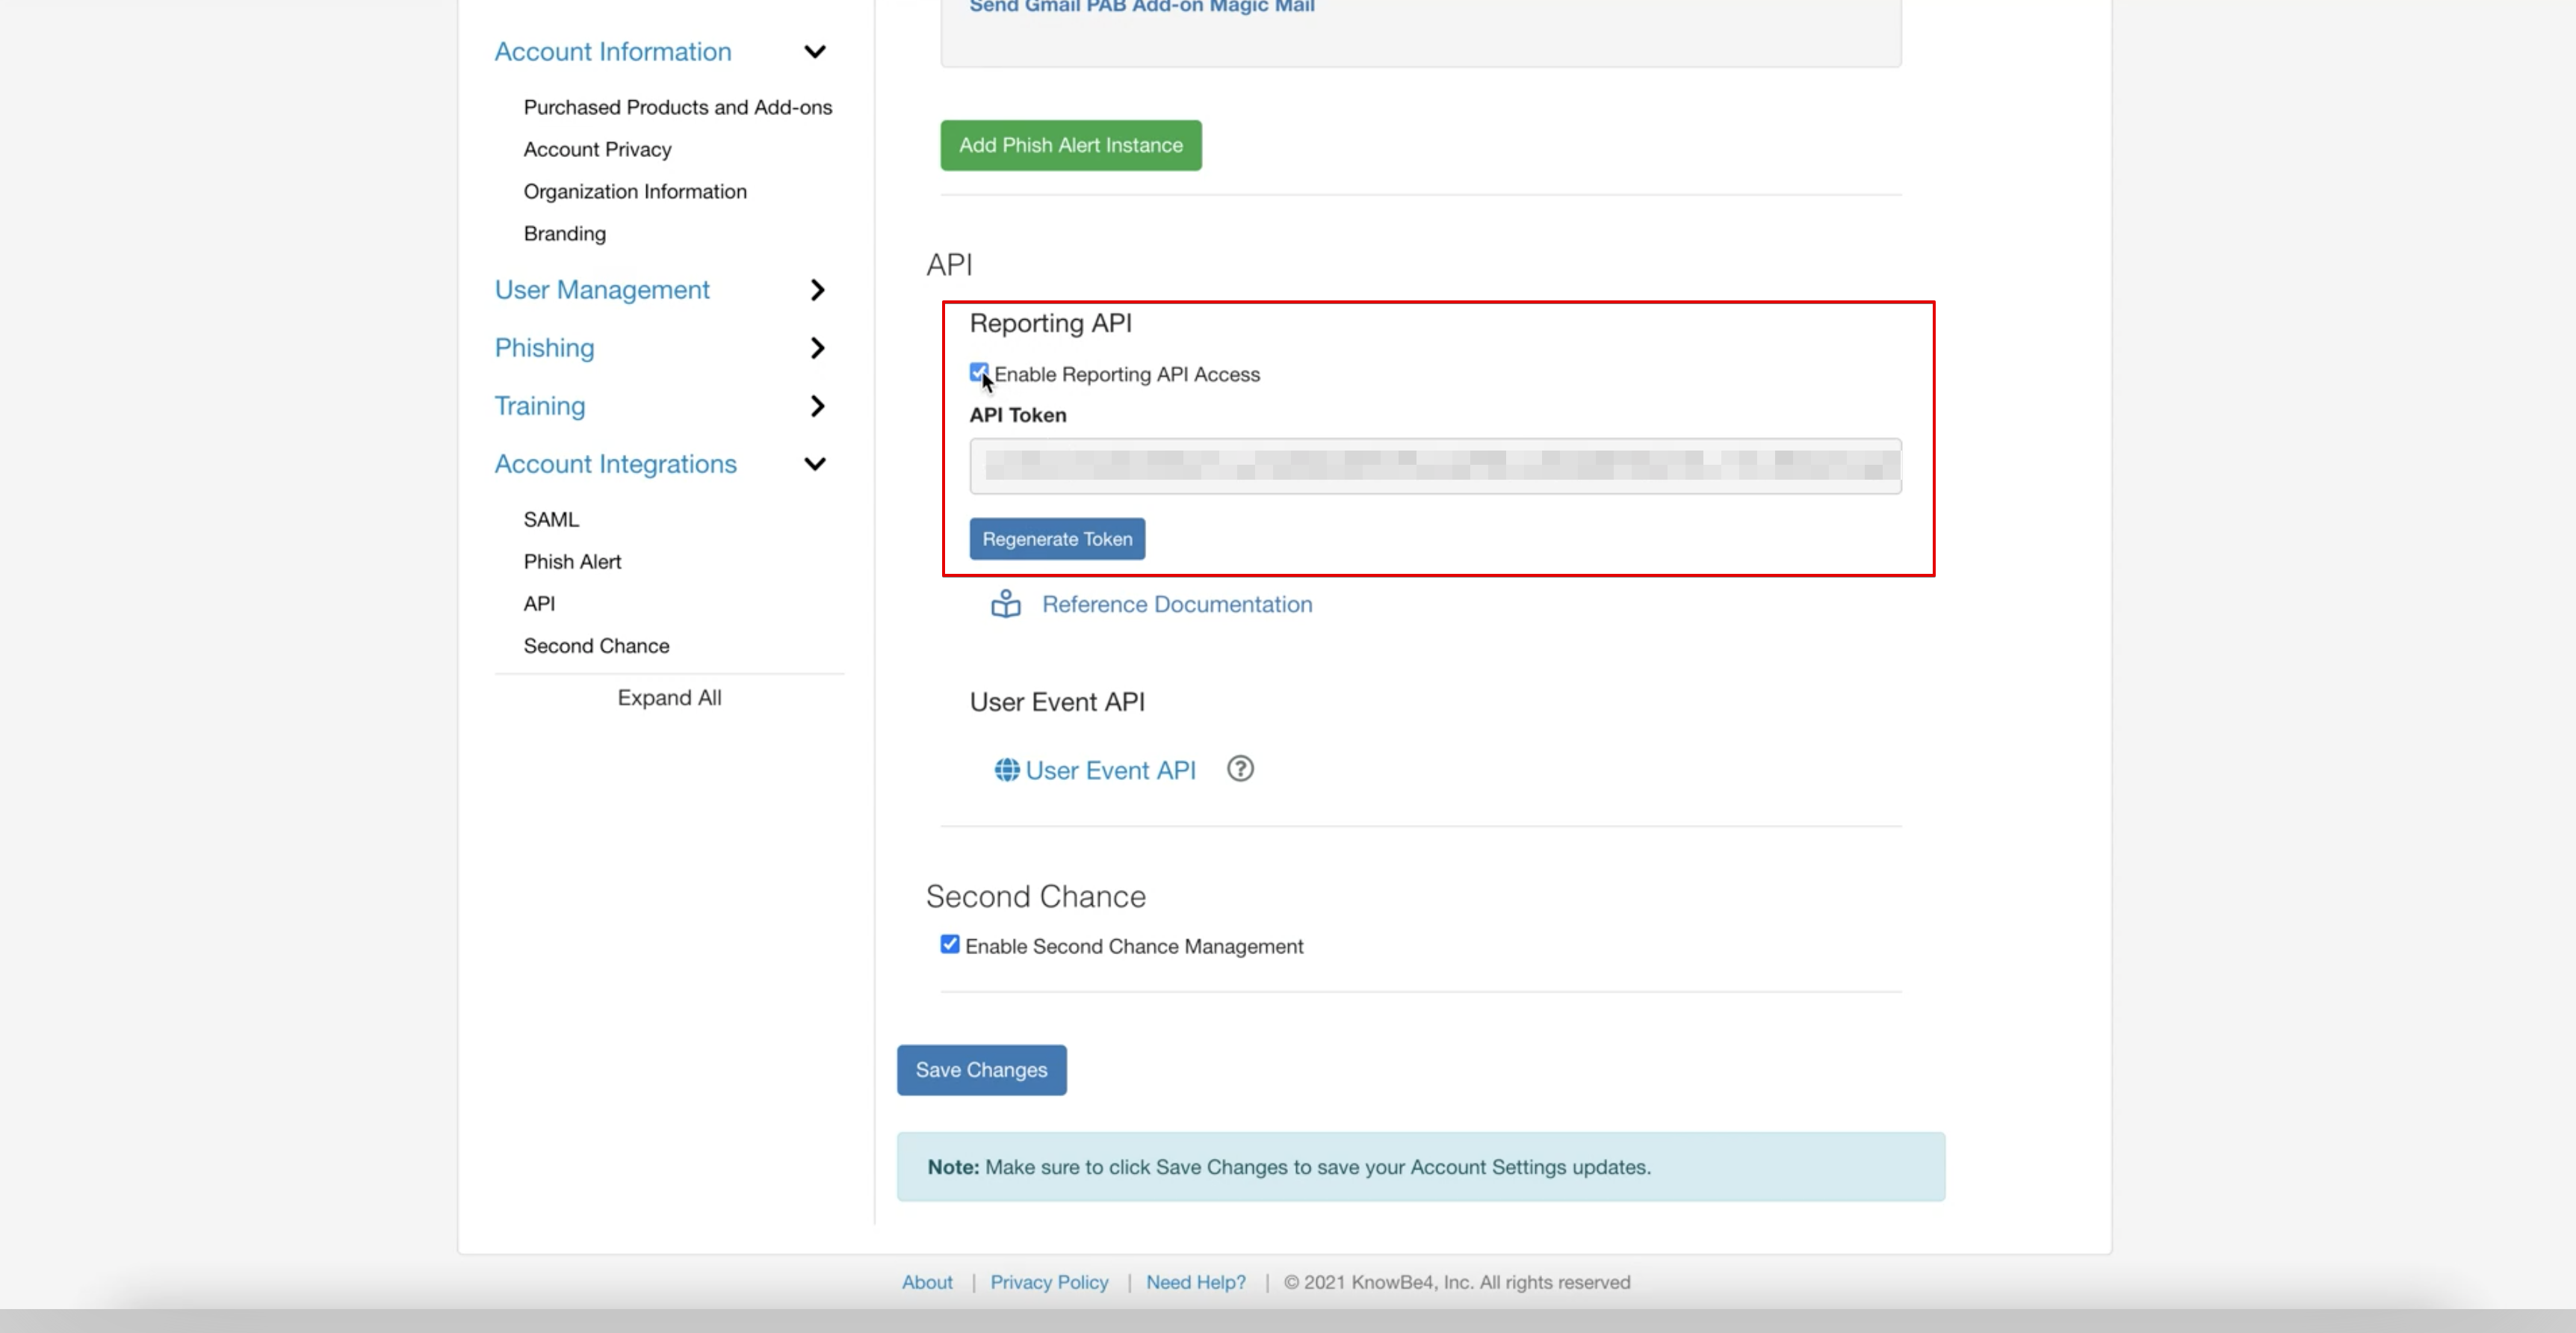 Send Gmail PAB Add-on Magic Mail
Account Information
Purchased Products and Add-ons
Account Privacy
Organization Information
Branding
User Management
Phishing
Training
Account Integrations
SAML
Phish Alert
API
Second Chance
Expand All
Add Phish Alert Instance
API
Reporting API
Enable Reporting API Access
API Token
Regenerate Token
Reference Documentation
User Event API
User Event API ?
Second Chance
Enable Second Chance Management
Save Changes
Note: Make sure to click Save Changes to save your Account Settings updates.
About | Privacy Policy | Need Help? | © 2021 KnowBe4, Inc. All rights reserved